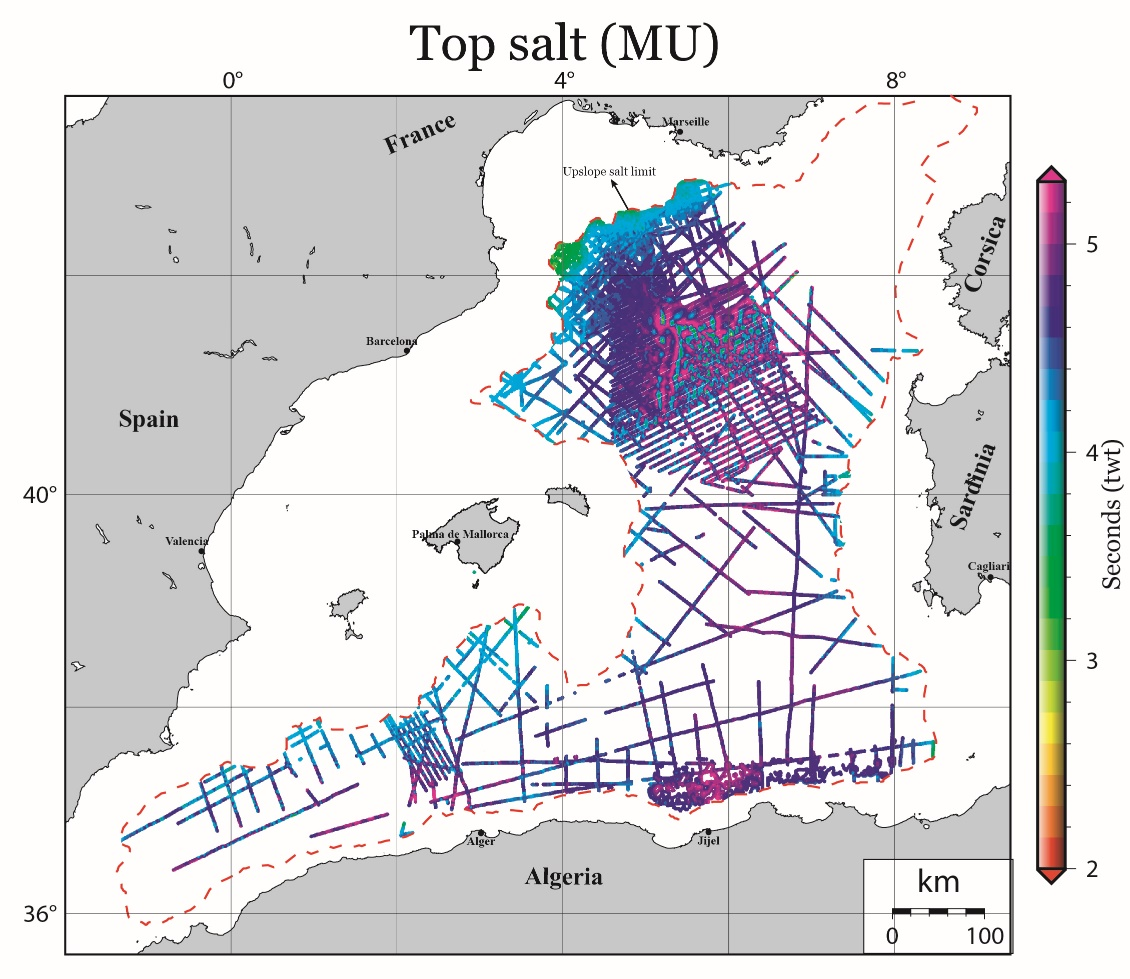 Top salt (MU)
0°
4°
8°
France
Marseille
Upslope salt limit
Corsica
5
Barcelona
Spain
4
Seconds (twt)
40°
Sardinia
Valencia
Palma de Mallorca
Cagliari
3
Alger
Jijel
Algeria
2
km
36°
0
100